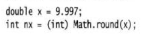 double x = 9.997;
int nx = (int) Math.round(x);